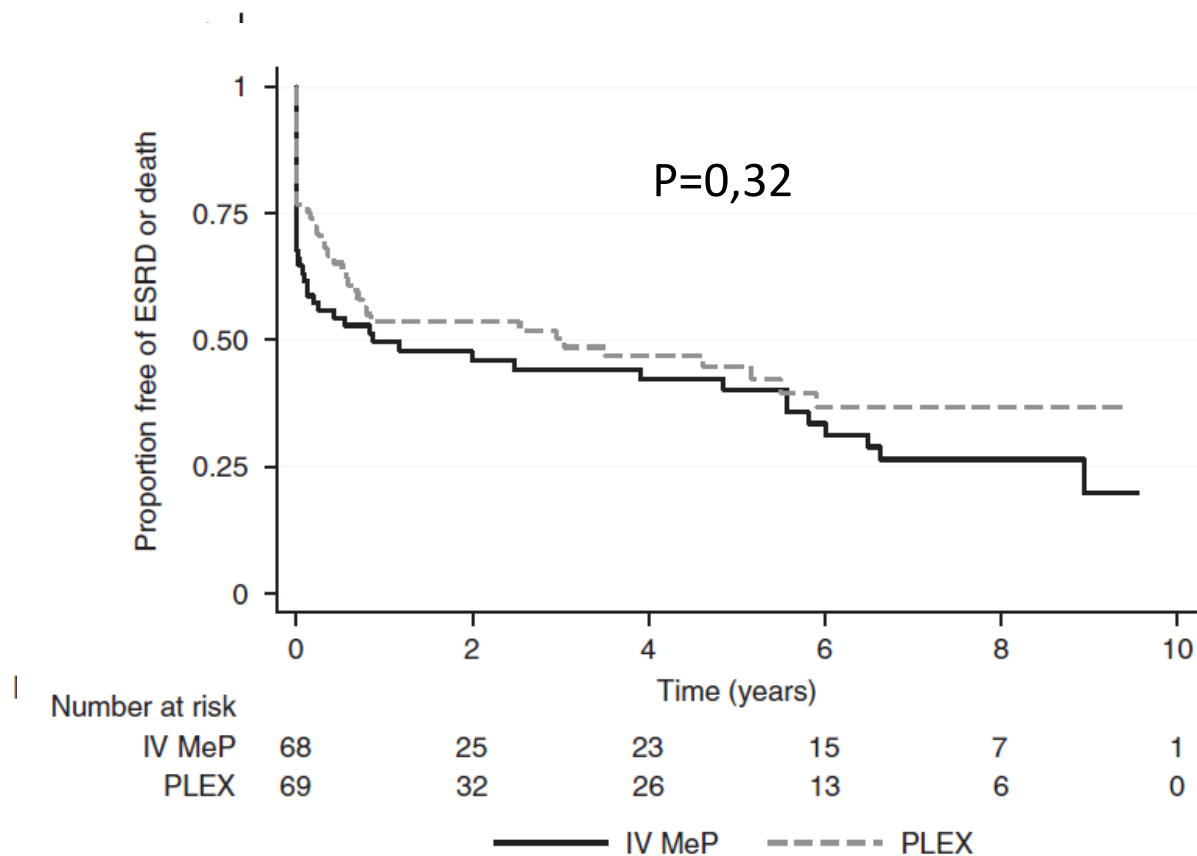 P=0,32
Proportion free of ESRD or death
1
0.75
0.50
0.25
0
0 2 4 6 8 10
Time (years)
Number at risk
IV MeP 68 25 23 15 7 1
PLEX 69 32 26 13 6 0
IV MeP PLEX